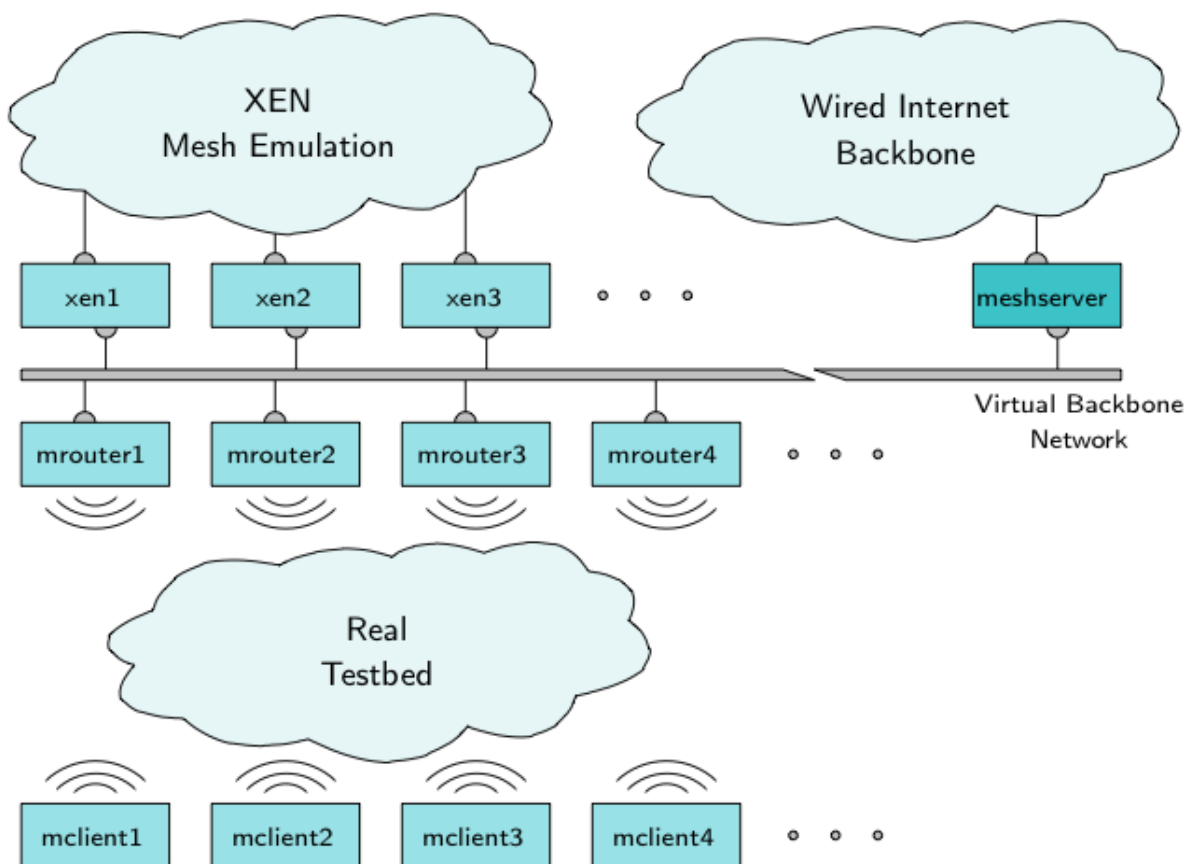 XEN
Mesh Emulation
Wired Internet
Backbone
xen1
xen2
xen3
meshserver
Virtual Backbone
Network
mrouter1
mrouter2
mrouter3
mrouter4
Real
Testbed
mclient1
mclient2
mclient3
mclient4